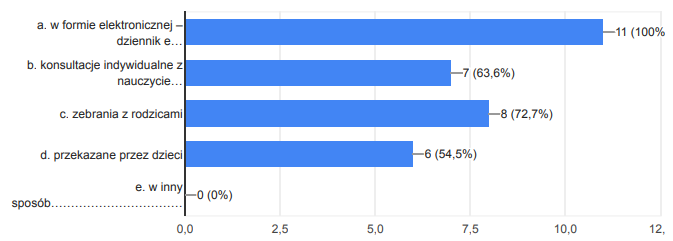 a. w formie elektronicznej –
dziennik e…
11 (100%
b. konsultacje indywidualne z
nauczycie…
7 (63,6%)
c. zebrania z rodzicami
8 (72,7%)
d. przekazane przez dzieci
6 (54,5%)
e. w inny
sposób……………………………
0 (0%)
0,0 2,5 5,0 7,5 10,0 12,